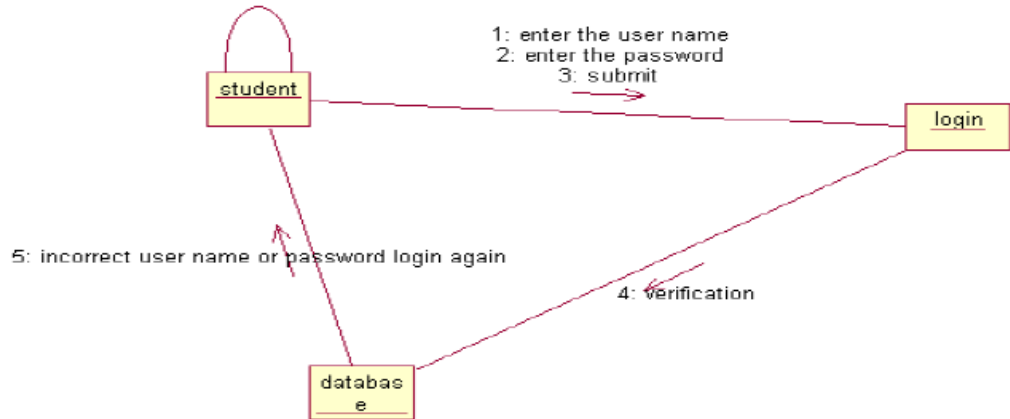 1: enter the user name
2: enter the password
3: submit
student
login
5: incorrect user name or password login again
4: verification
databas
e